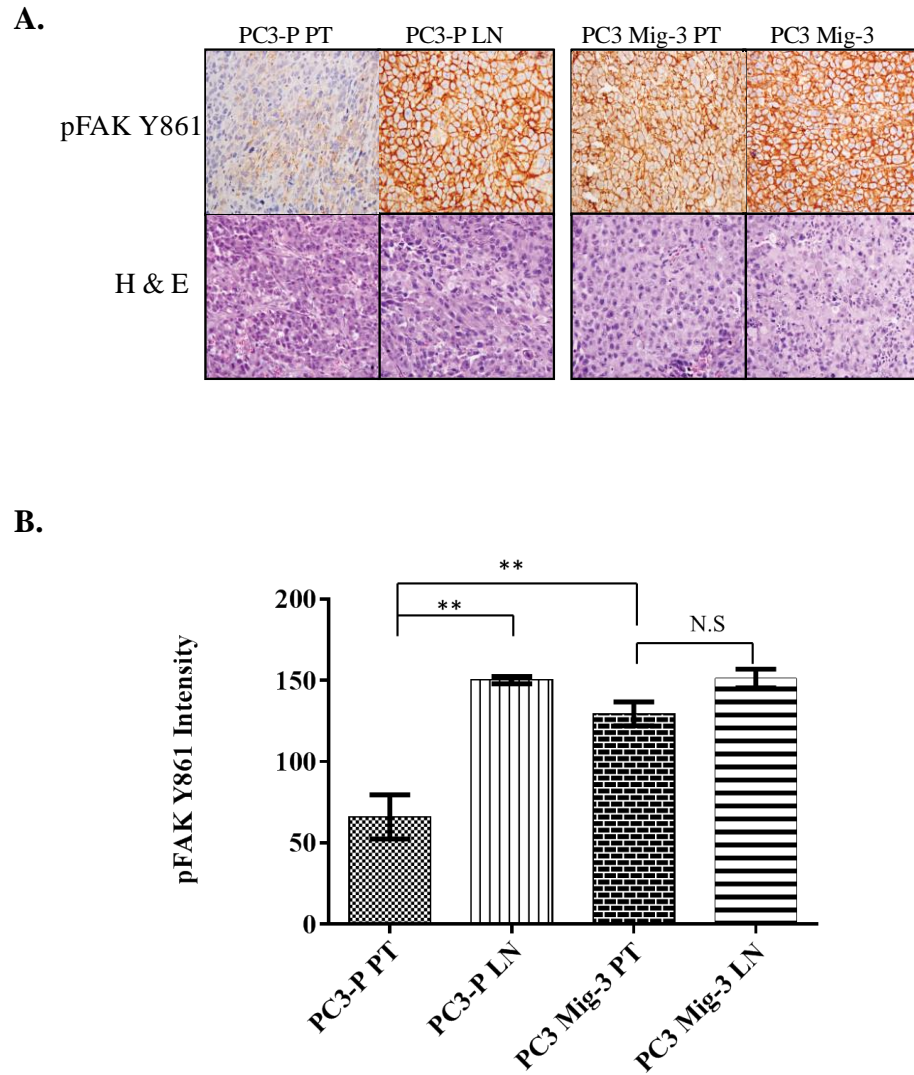 A.
PC3-P PT PC3-P LN PC3 Mig-3 PT PC3 Mig-3
pFAK Y861
H & E
B.
**
**
N.S
200
150
100
50
0
pFAK Y861 Intensity
PC3-P PT
PC3-P LN
PC3 Mig-3 PT
PC3 Mig-3 LN